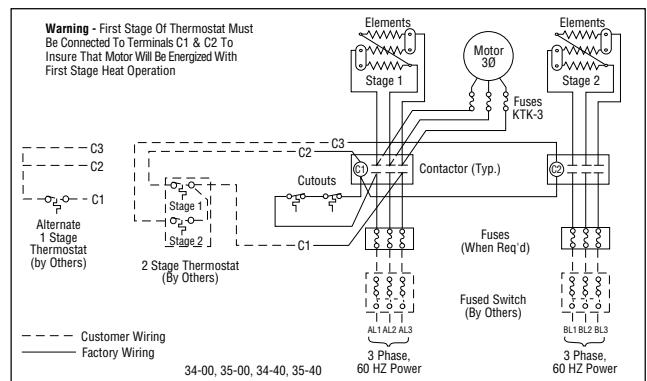 Warning - First Stage Of Thermostat Must
Be Connected To Terminals C1 & C2 To
Insure That Motor Will Be Energized With
First Stage Heat Operation
Elements
Stage 1
Motor
3Ø
Elements
Stage 2
Fuses
KTK-3
C3
C2
C1
Alternate
1 Stage
Thermostat
(by Others)
C3
C2
Stage 1
Stage 2
C1
2 Stage Thermostat
(By Others)
Cutouts
C1
Contactor (Typ.)
C2
Fuses
(When Req'd)
Fused Switch
(By Others)
AL1 AL2 AL3
BL1 BL2 BL3
3 Phase,
60 HZ Power
3 Phase,
60 HZ Power
Customer Wiring
Factory Wiring
34-00, 35-00, 34-40, 35-40